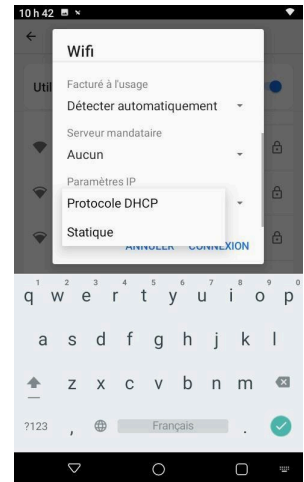 10 h 42
Wifi
Util
Facturé à l'usage
Détecter automatiquement
Serveur mandataire
Aucun
Paramètres IP
Protocole DHCP
Statique
ANNULER CONNEXION
1 2 3 4 5 6 7 8 9 0
q w e r t y u i o p
a s d f g h j k l
z x c v b n m
?123 , Français .